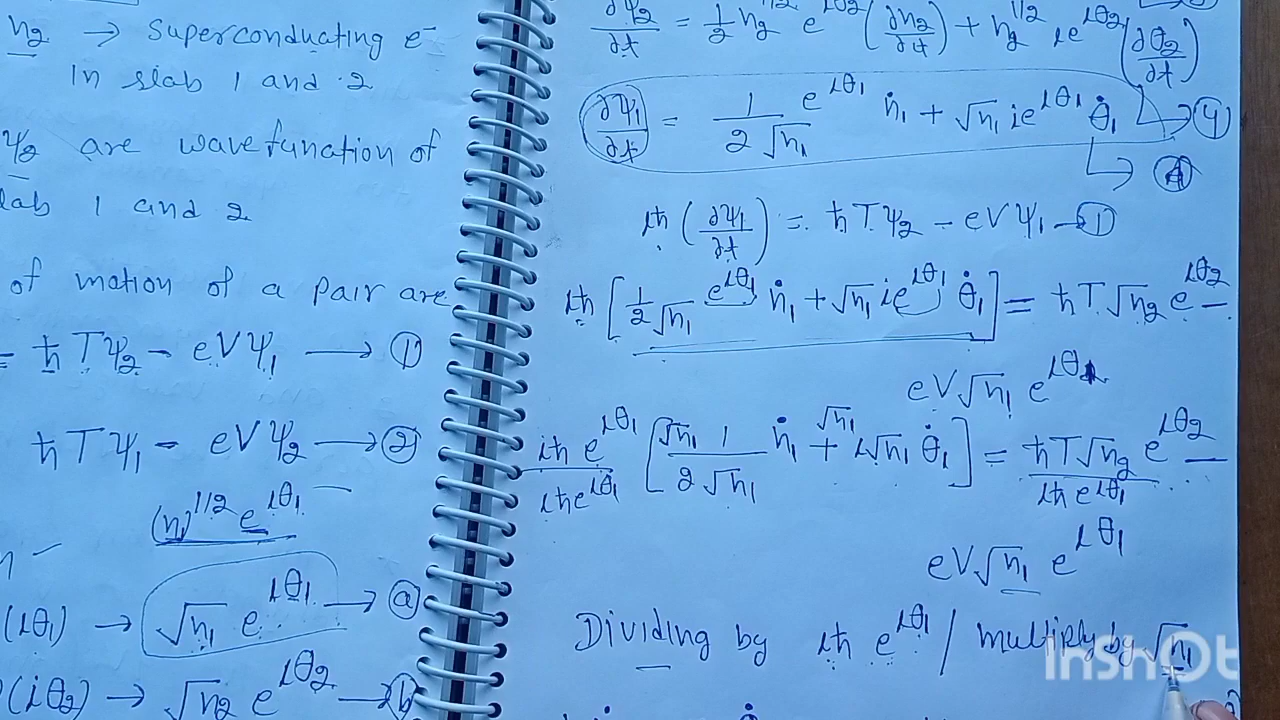 n₂ → Superconducting e⁻
In slab 1 and 2
ψ₂ are wavefunction of
lab 1 and 2
of motion of a pair are
= ħTψ₂ - eVψ₁ → ①
ħTψ₁ - eVψ₂ → ②
(n₁)^1/2 e^iθ₁
(iθ₁) → √n₁ e^iθ₁ → ⓐ
(iθ₂) → √n₂ e^iθ₂ → ⓑ
∂ψ₂/∂t = 1/2 n₂^1/2 e^iθ₂ (∂n₂/∂t) + n₂^1/2 ie^iθ₂ (∂θ₂/∂t)
∂ψ₁/∂t = 1/(2√n₁) e^iθ₁ ṅ₁ + √n₁ ie^iθ₁ θ̇₁ → ④
→ Ⓐ
iħ (∂ψ₁/∂t) = ħTψ₂ - eVψ₁ → ①
iħ [1/(2√n₁) e^iθ₁ ṅ₁ + √n₁ ie^iθ₁ θ̇₁] = ħT√n₂ e^iθ₂ -
eV√n₁ e^iθ₁
iħ e^iθ₁/iħe^iθ₁ [√n₁ 1/(2√n₁) ṅ₁ + √n₁ i√n₁ θ̇₁] = ħT√n₂ e^iθ₂/iħ e^iθ₁ -
eV√n₁ e^iθ₁
Dividing by iħ e^iθ₁ / multiply by √n₁
InShOt